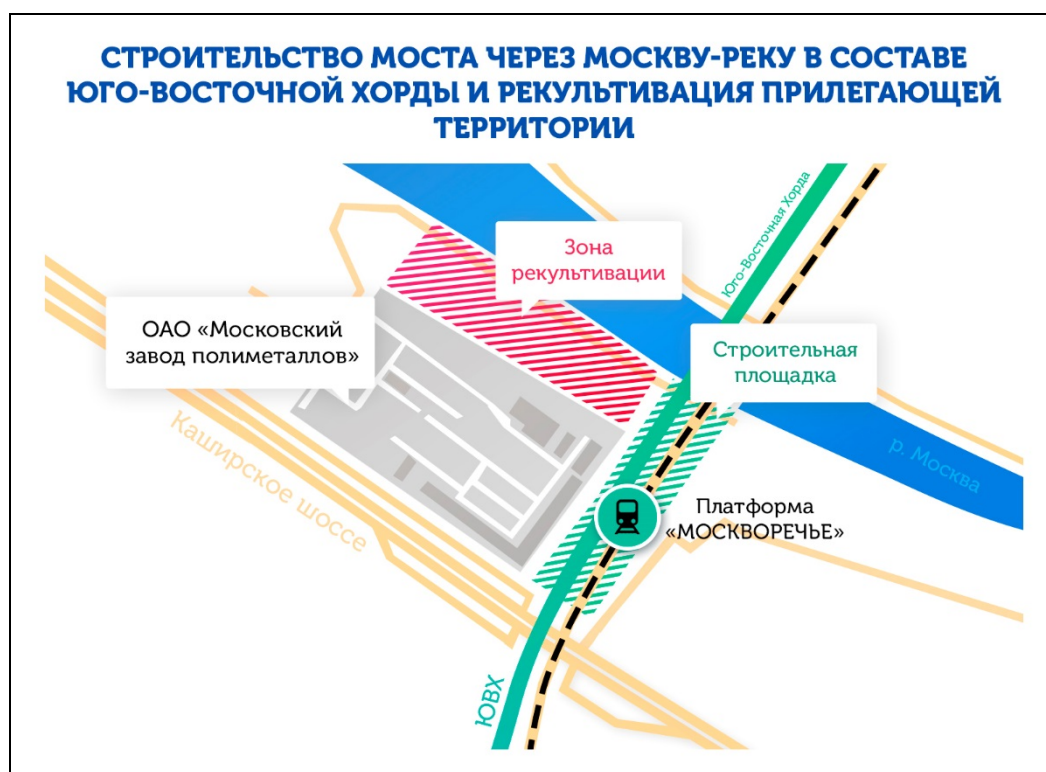 СТРОИТЕЛЬСТВО МОСТА ЧЕРЕЗ МОСКВУ-РЕКУ В СОСТАВЕ
ЮГО-ВОСТОЧНОЙ ХОРДЫ И РЕКУЛЬТИВАЦИЯ ПРИЛЕГАЮЩЕЙ
ТЕРРИТОРИИ
Юго-Восточная Хорда
Зона
рекультивации
ОАО «Московский
завод полиметаллов»
Строительная
площадка
Каширское шоссе
р. Москва
Платформа
«МОСКВОРЕЧЬЕ»
ЮВХ